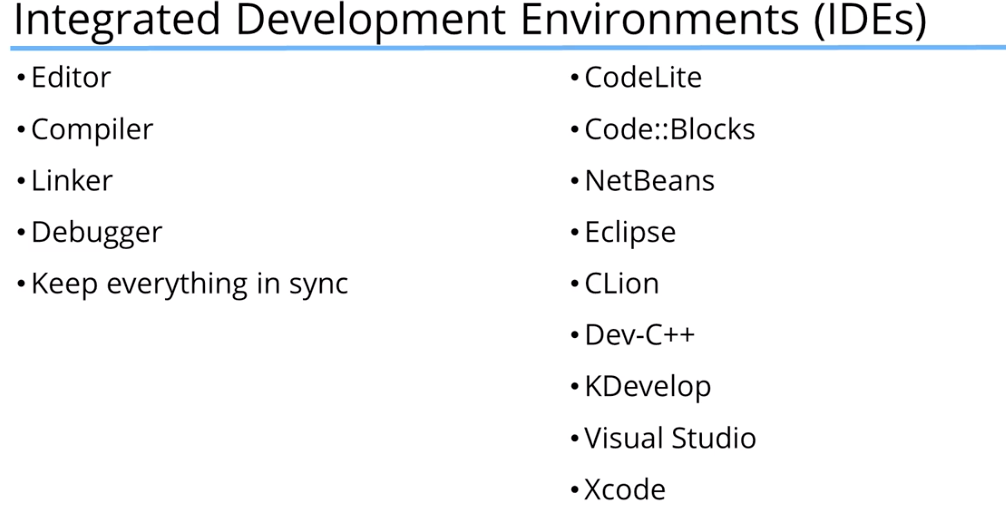 Integrated Development Environments (IDEs)
•Editor
•Compiler
•Linker
•Debugger
•Keep everything in sync
•CodeLite
•Code::Blocks
•NetBeans
•Eclipse
•CLion
•Dev-C++
•KDevelop
•Visual Studio
•Xcode